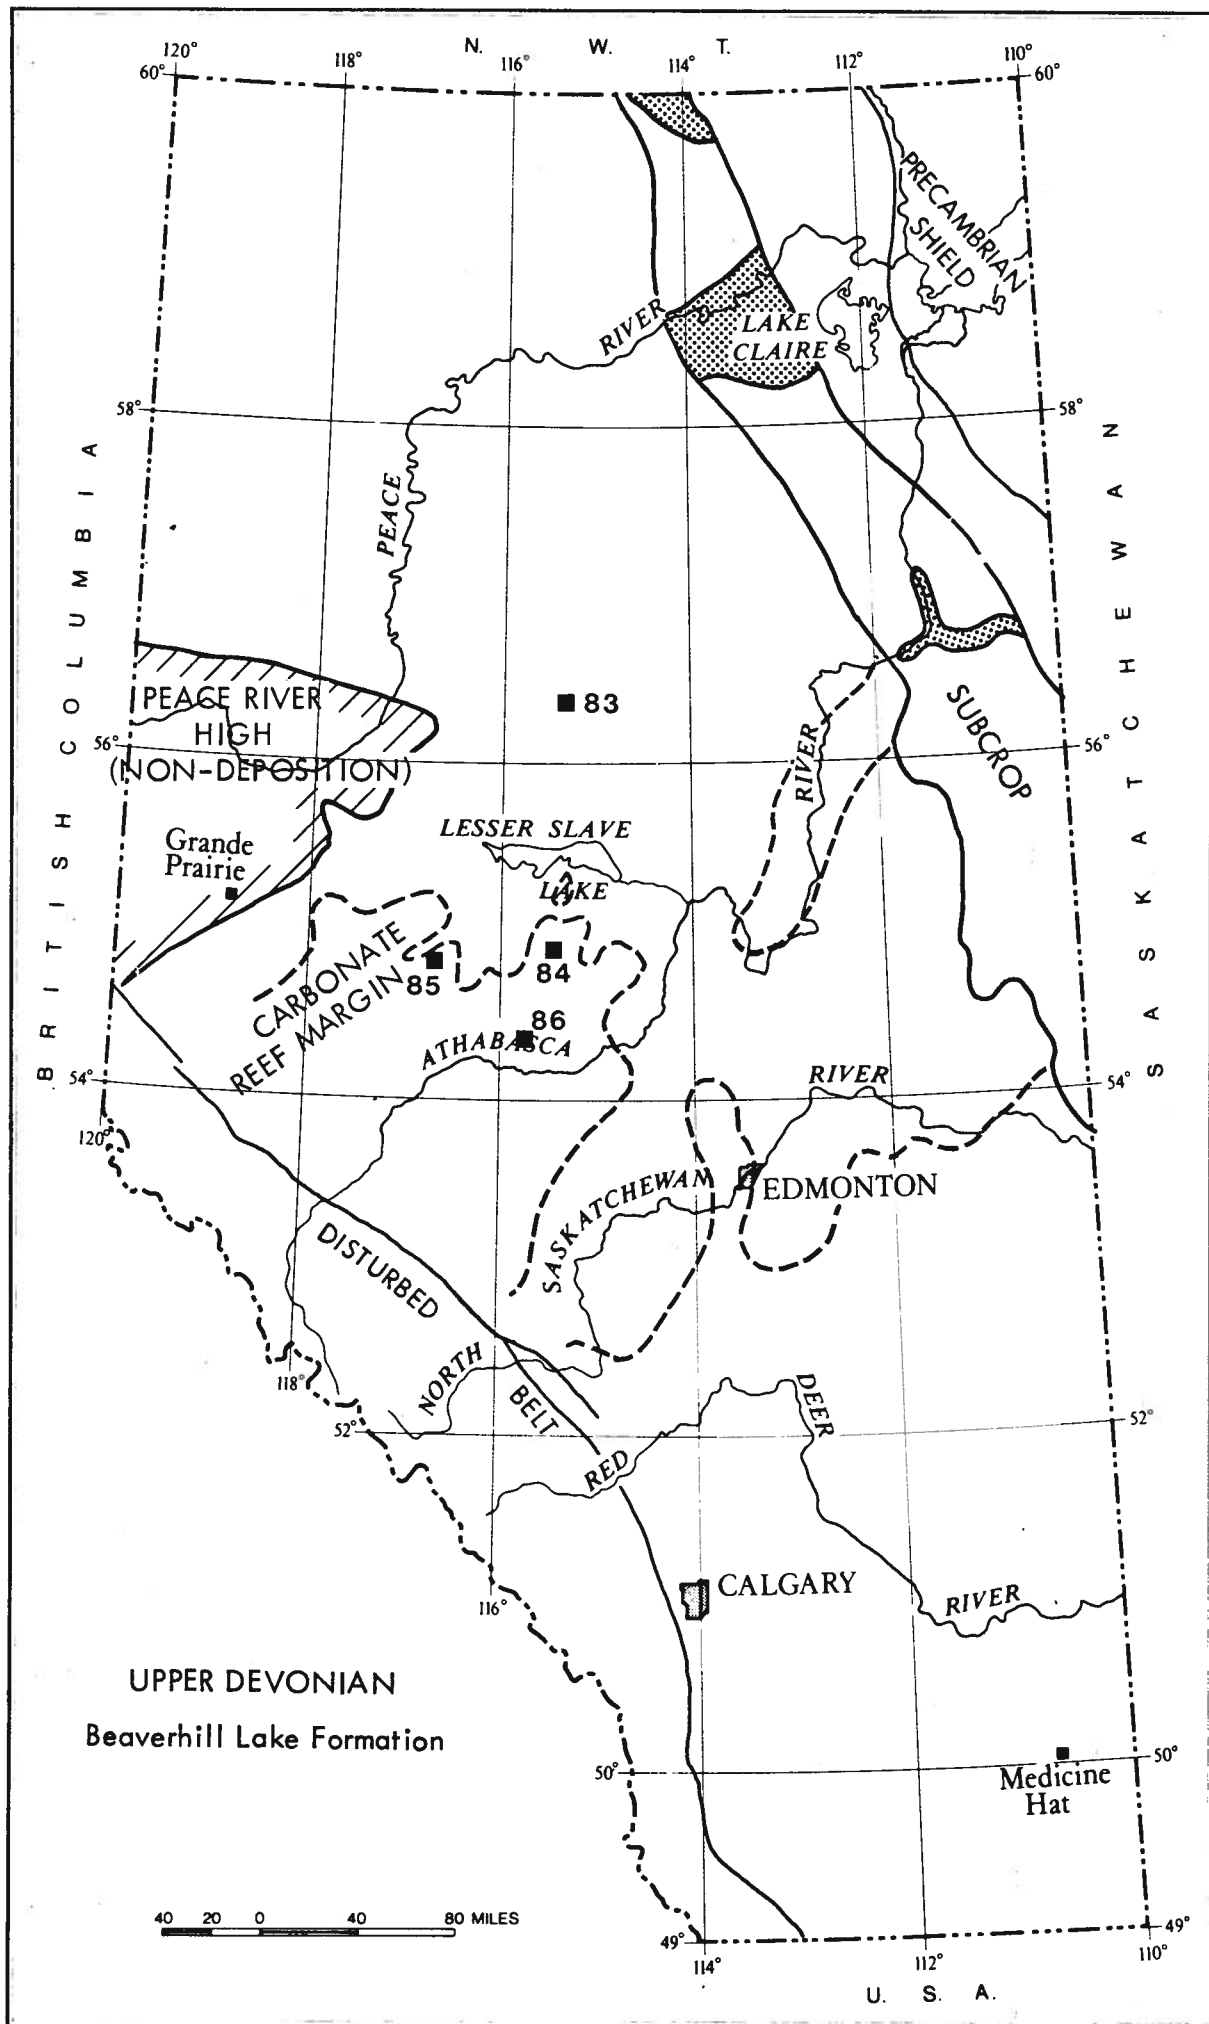 N. W. T.
120° 118° 116° 114° 112° 110°
60° 60°
PRECAMBRIAN
SHIELD
RIVER
LAKE
CLAIRE
58° 58°
PEACE
BRITISH COLUMBIA
SASKATCHEWAN
PEACE RIVER
HIGH
(NON-DEPOSITION)
83
SUBCROP
56° 56°
RIVER
Grande
Prairie
LESSER SLAVE
LAKE
CARBONATE
REEF MARGIN
85
84
86
ATHABASCA
54° 54°
RIVER
120°
SASKATCHEWAN
EDMONTON
DISTURBED
BELT
118°
NORTH
DEER
52° 52°
RED
CALGARY
RIVER
116°
UPPER DEVONIAN
Beaverhill Lake Formation
50° 50°
Medicine
Hat
40 20 0 40 80 MILES
49° 49°
114° 112° 110°
U. S. A.